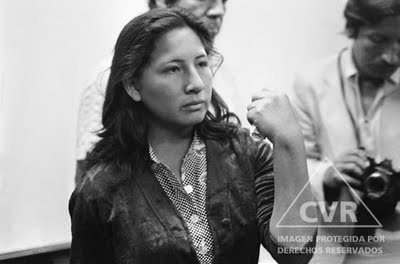 CVR
IMAGEN PROTEGIDA POR
DERECHOS RESERVADOS